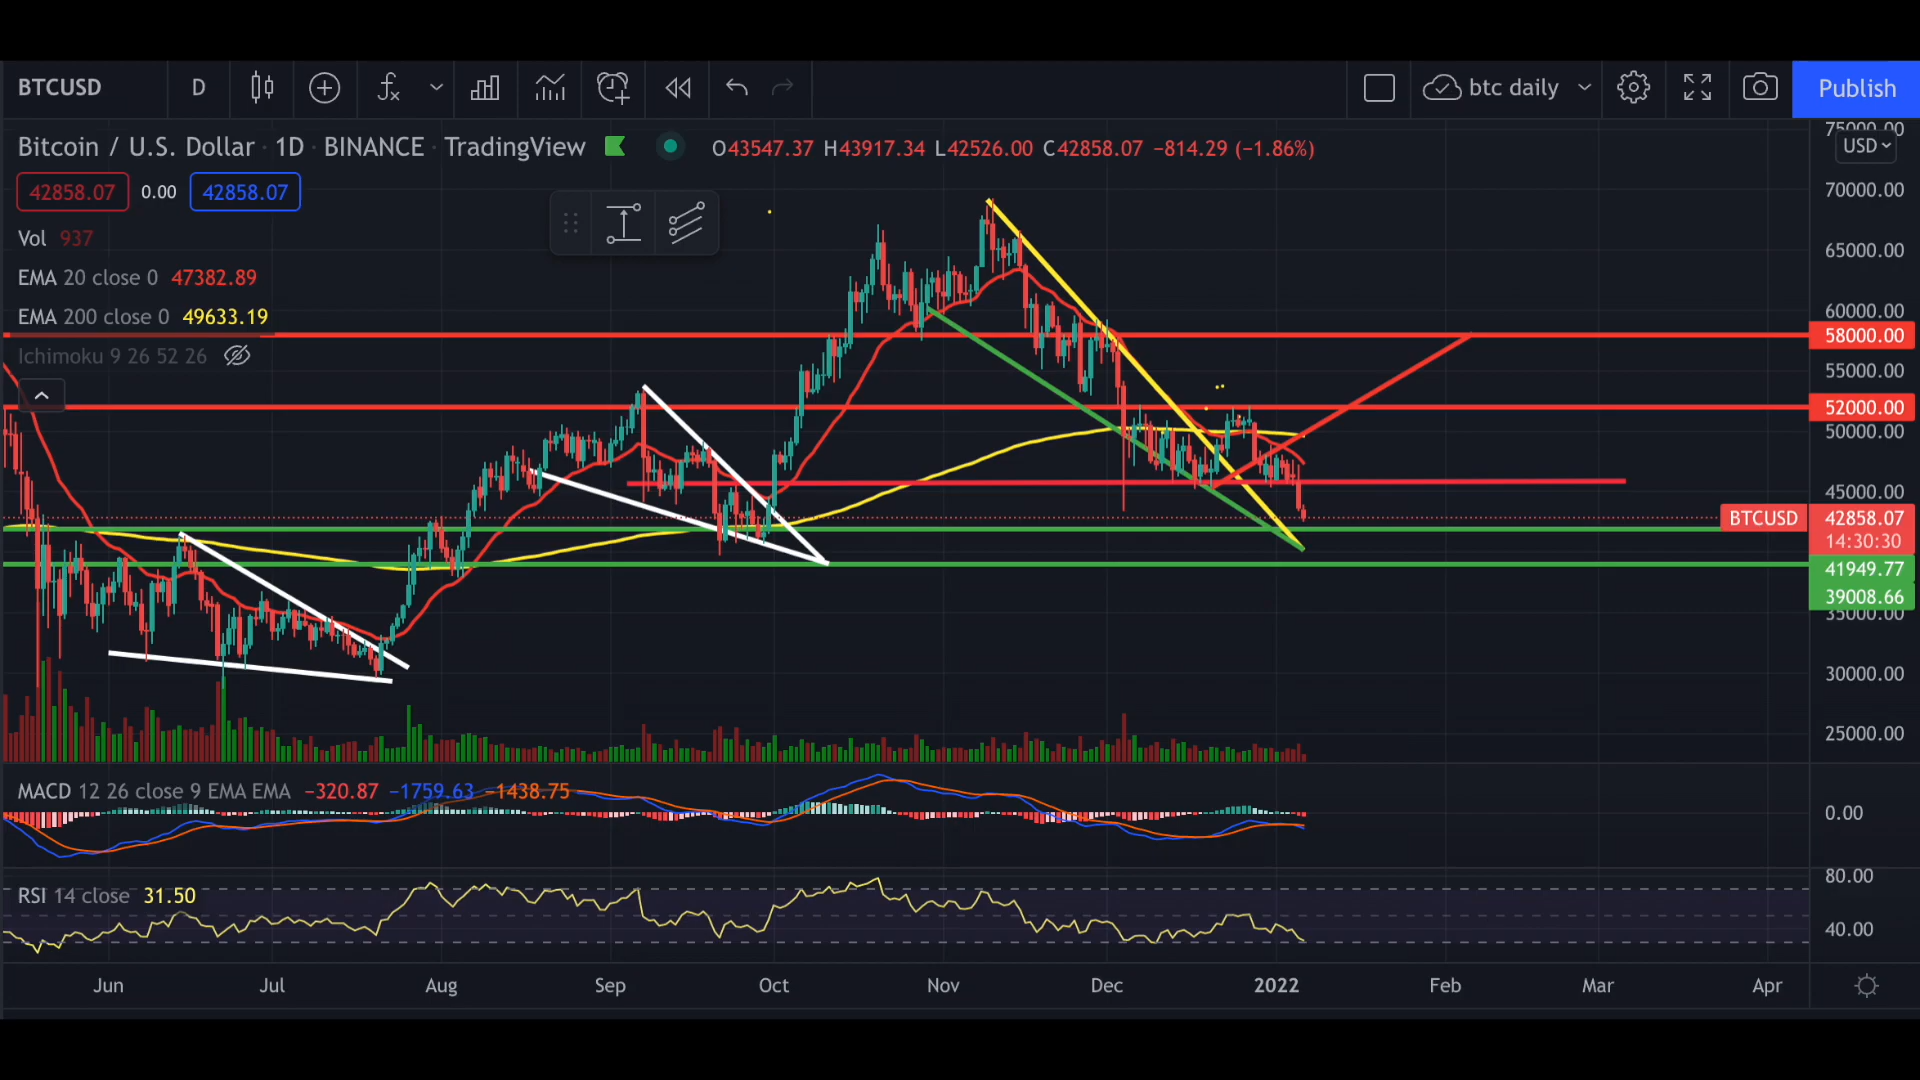 BTCUSD D btc daily Publish
Bitcoin / U.S. Dollar · 1D · BINANCE · TradingView O43547.37 H43917.34 L42526.00 C42858.07 −814.29 (−1.86%)
42858.07 0.00 42858.07
Vol 937
EMA 20 close 0 47382.89
EMA 200 close 0 49633.19
Ichimoku 9 26 52 26
75000.00
USD
70000.00
65000.00
60000.00
58000.00
55000.00
52000.00
50000.00
45000.00
BTCUSD 42858.07
14:30:30
41949.77
39008.66
35000.00
30000.00
25000.00
MACD 12 26 close 9 EMA EMA −320.87 −1759.63 −1438.75
0.00
RSI 14 close 31.50
80.00
40.00
Jun Jul Aug Sep Oct Nov Dec 2022 Feb Mar Apr